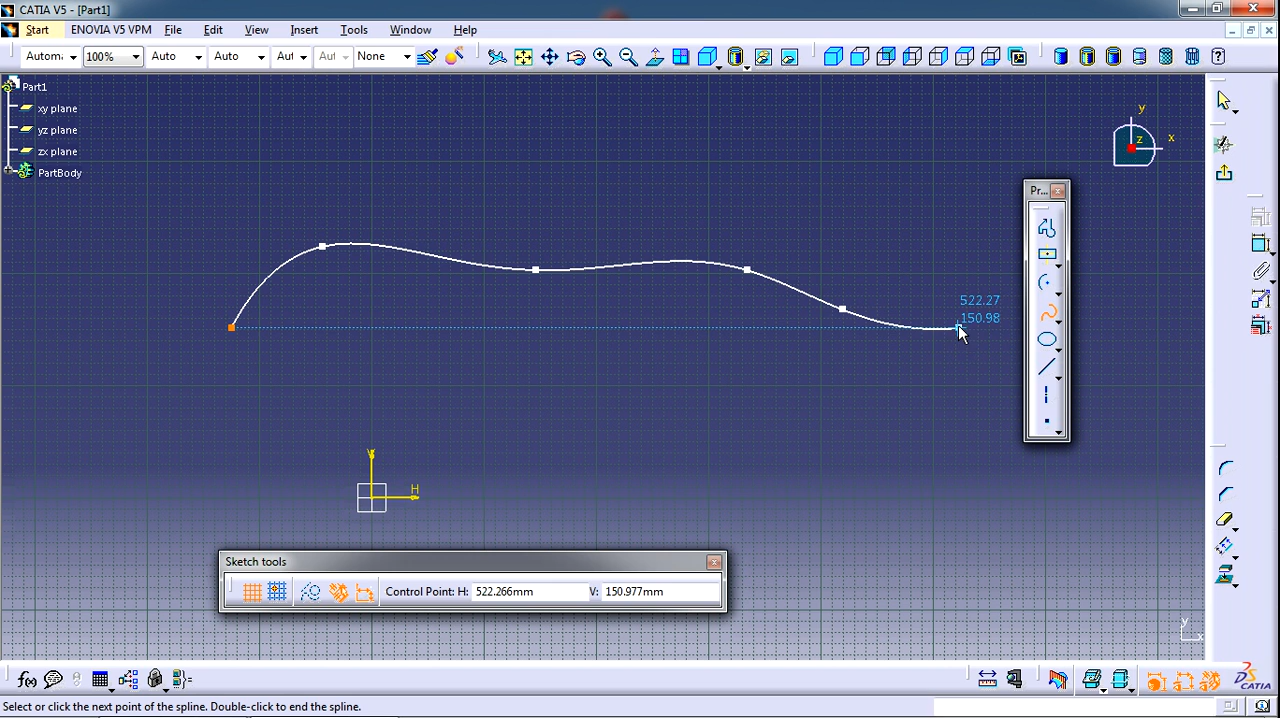 CATIA V5 - [Part1]
Start ENOVIA V5 VPM File Edit View Insert Tools Window Help
Autom 100% Auto Auto Aut Aut None
Part1
xy plane
yz plane
zx plane
PartBody
y
x
z
Pr...
522.27
150.98
V
H
Sketch tools
Control Point: H: 522.266mm V: 150.977mm
y
x
f(x)
CATIA
Select or click the next point of the spline. Double-click to end the spline.